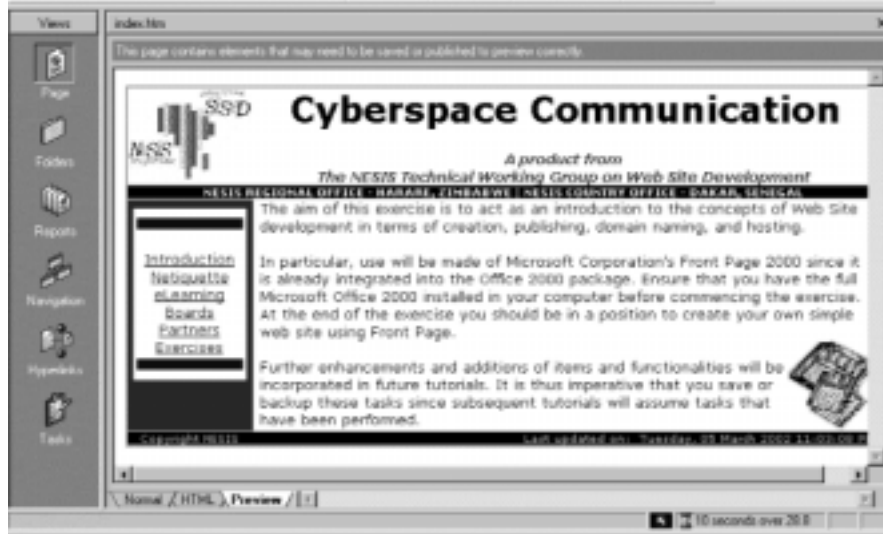 Views
index.htm
This page contains elements that may need to be saved or published to preview correctly.
Page
Folders
Reports
Navigation
Hyperlinks
Tasks
SSD
NESIS
Cyberspace Communication
A product from
The NESIS Technical Working Group on Web Site Development
NESIS REGIONAL OFFICE - HARARE, ZIMBABWE | NESIS COUNTRY OFFICE - DAKAR, SENEGAL
Introduction
Netiquette
eLearning
Boards
Partners
Exercises
The aim of this exercise is to act as an introduction to the concepts of Web Site
development in terms of creation, publishing, domain naming, and hosting.
In particular, use will be made of Microsoft Corporation's Front Page 2000 since it
is already integrated into the Office 2000 package. Ensure that you have the full
Microsoft Office 2000 installed in your computer before commencing the exercise.
At the end of the exercise you should be in a position to create your own simple
web site using Front Page.
Further enhancements and additions of items and functionalities will be
incorporated in future tutorials. It is thus imperative that you save or
backup these tasks since subsequent tutorials will assume tasks that
have been performed.
Copyright NESIS
Last updated on: Tuesday, 05 March 2002 11:03:08
Normal HTML Preview
10 seconds over 28.8